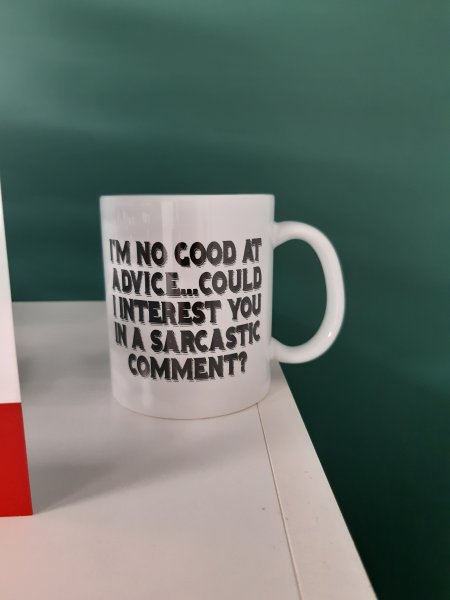 I'M NO GOOD AT
ADVICE...COULD
I INTEREST YOU
IN A SARCASTIC
COMMENT?